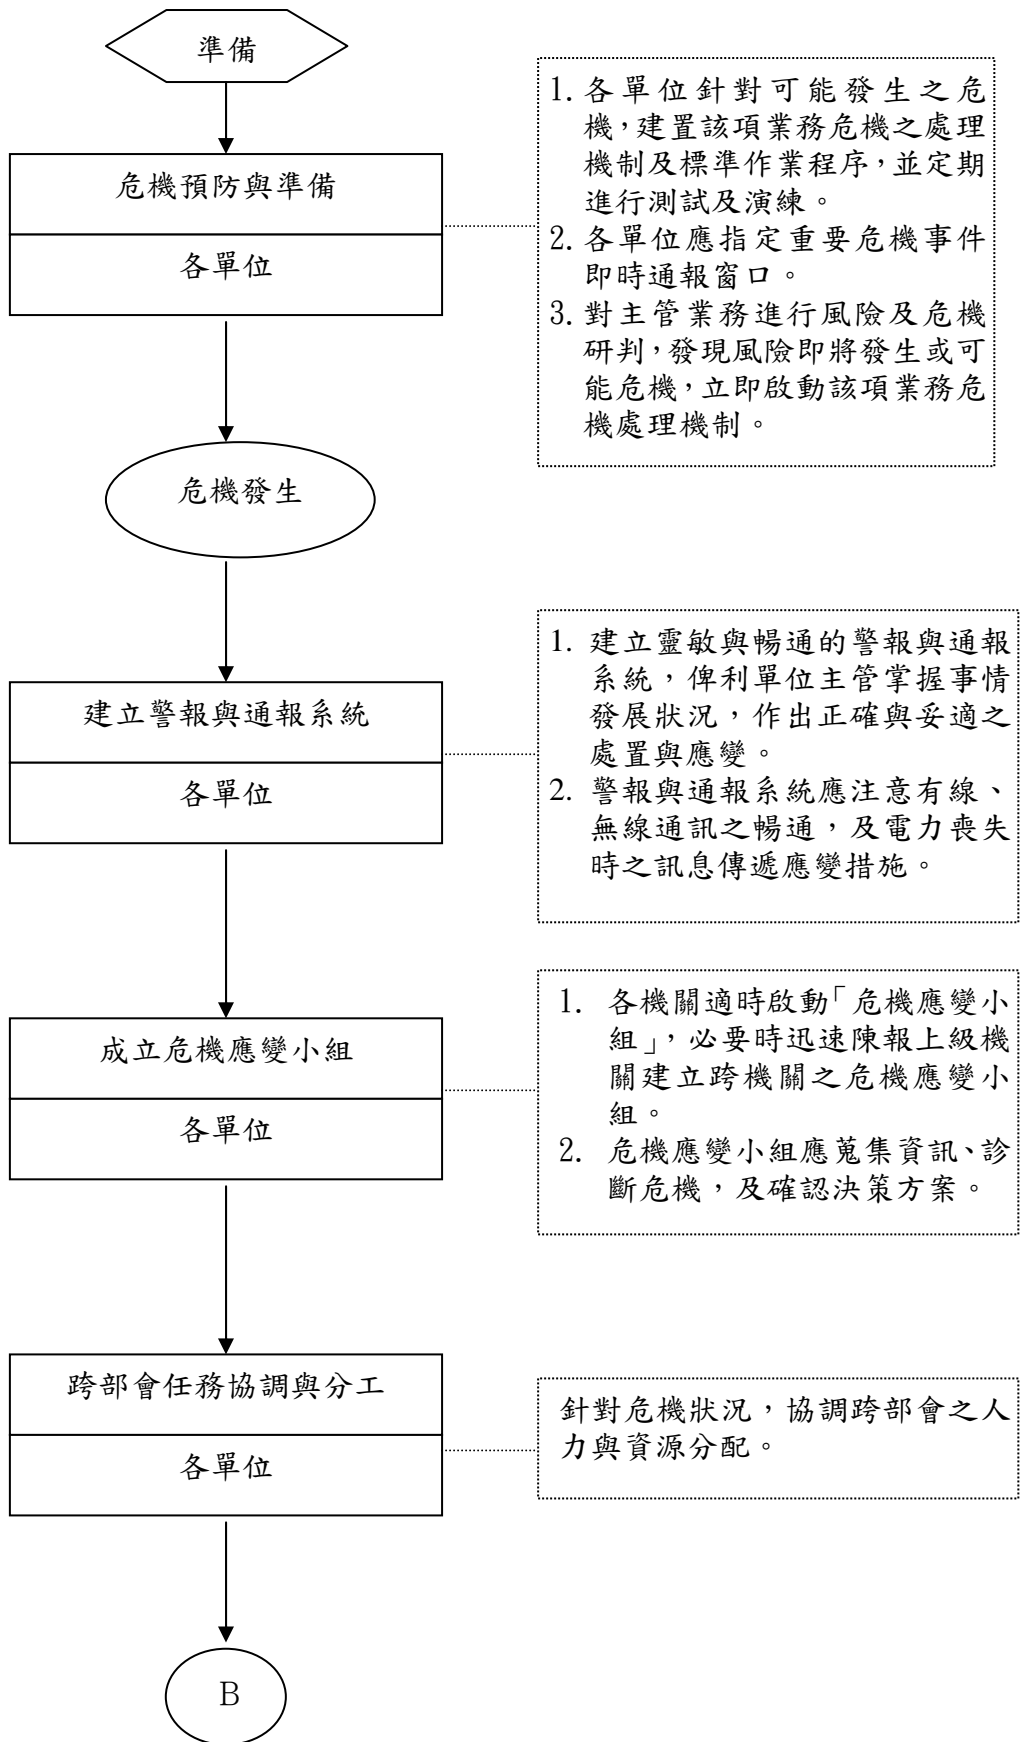 準備
危機預防與準備
各單位
1. 各單位針對可能發生之危
機,建置該項業務危機之處理
機制及標準作業程序,並定期
進行測試及演練。
2. 各單位應指定重要危機事件
即時通報窗口。
3. 對主管業務進行風險及危機
研判,發現風險即將發生或可
能危機,立即啟動該項業務危
機處理機制。
危機發生
建立警報與通報系統
各單位
1. 建立靈敏與暢通的警報與通報
系統,俾利單位主管掌握事情
發展狀況,作出正確與妥適之
處置與應變。
2. 警報與通報系統應注意有線、
無線通訊之暢通,及電力喪失
時之訊息傳遞應變措施。
成立危機應變小組
各單位
1. 各機關適時啟動「危機應變小
組」,必要時迅速陳報上級機
關建立跨機關之危機應變小
組。
2. 危機應變小組應蒐集資訊、診
斷危機,及確認決策方案。
跨部會任務協調與分工
各單位
針對危機狀況,協調跨部會之人
力與資源分配。
B